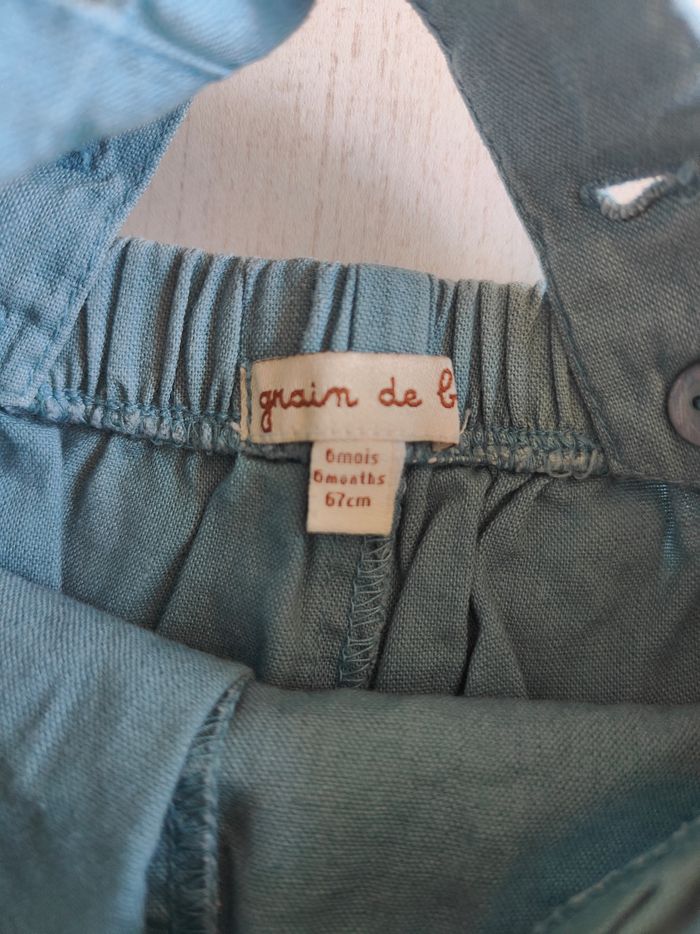 grain de b
6mois
6months
67cm